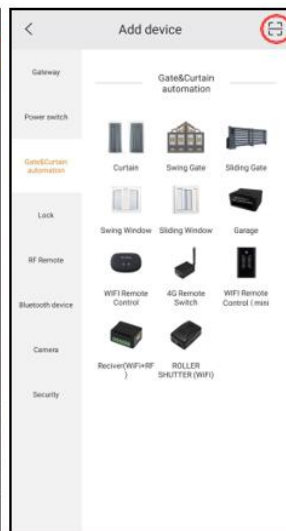 Add device
Gateway
Power switch
Gate&Curtain
automation
Lock
RF Remote
Bluetooth device
Camera
Security
Gate&Curtain
automation
Curtain
Swing Gate
Sliding Gate
Swing Window
Sliding Window
Garage
WIFI Remote
Control
4G Remote
Switch
WIFI Remote
Control (mini
Reciver(WiFi+RF
)
ROLLER
SHUTTER (WiFi)